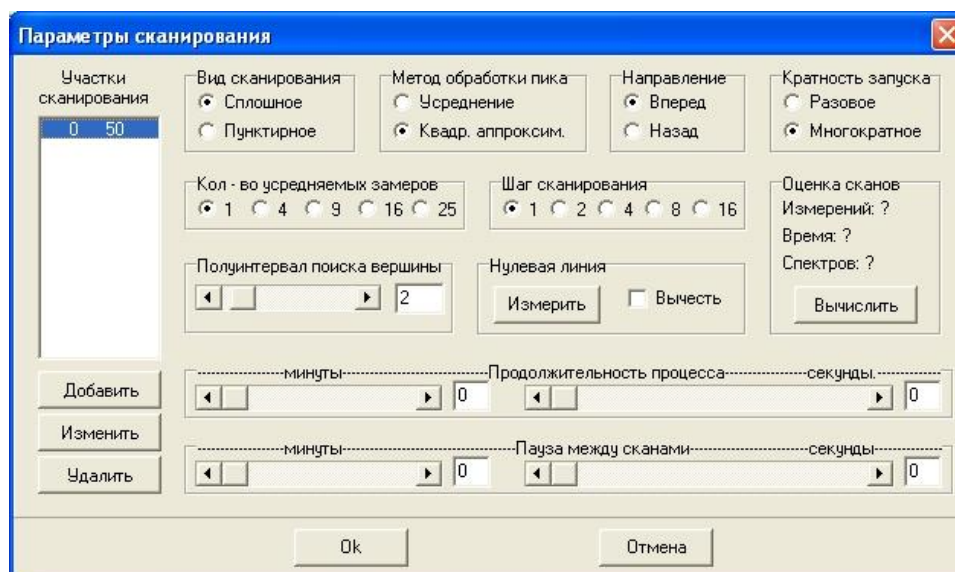 Параметры сканирования
Участки
сканирования
0 50
Добавить
Изменить
Удалить
Вид сканирования
Сплошное
Пунктирное
Метод обработки пика
Усреднение
Квадр. аппроксим.
Направление
Вперед
Назад
Кратность запуска
Разовое
Многократное
Кол - во усредняемых замеров
1 4 9 16 25
Шаг сканирования
1 2 4 8 16
Оценка сканов
Измерений: ?
Время: ?
Спектров: ?
Вычислить
Полуинтервал поиска вершины
2
Нулевая линия
Измерить
Вычесть
-----------------минуты-----------------------------Продолжительность процесса----------------секунды.-------------
0 0
-----------------минуты----------------------------------Пауза между сканами----------------------секунды-------------
0 0
Ok
Отмена